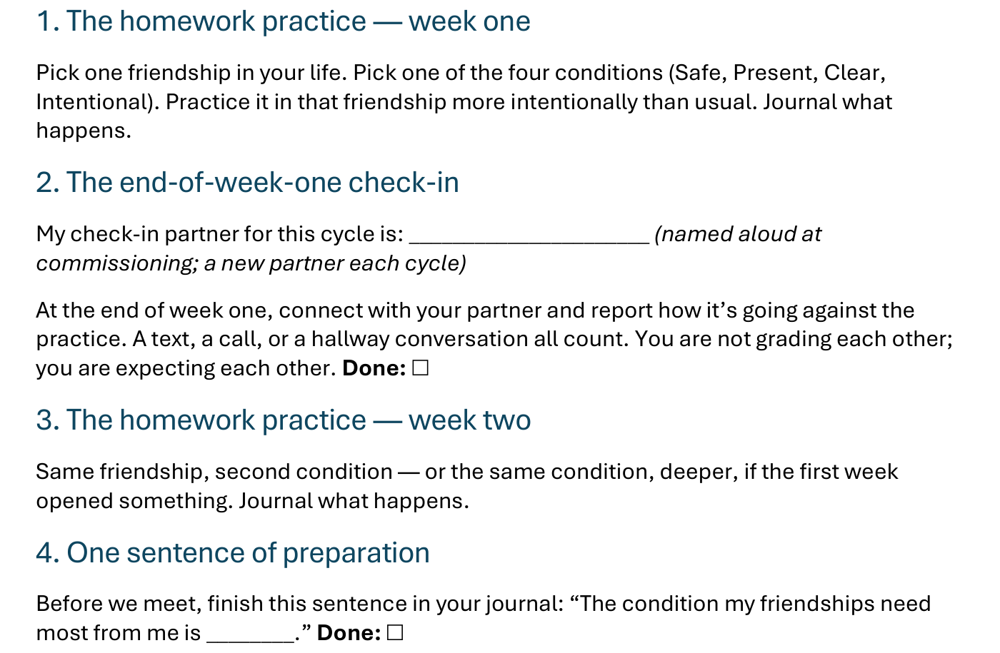 1. The homework practice — week one
Pick one friendship in your life. Pick one of the four conditions (Safe, Present, Clear,
Intentional). Practice it in that friendship more intentionally than usual. Journal what
happens.
2. The end-of-week-one check-in
My check-in partner for this cycle is: ______________________ (named aloud at
commissioning; a new partner each cycle)
At the end of week one, connect with your partner and report how it’s going against the
practice. A text, a call, or a hallway conversation all count. You are not grading each other;
you are expecting each other. Done: ☐
3. The homework practice — week two
Same friendship, second condition — or the same condition, deeper, if the first week
opened something. Journal what happens.
4. One sentence of preparation
Before we meet, finish this sentence in your journal: “The condition my friendships need
most from me is ________.” Done: ☐